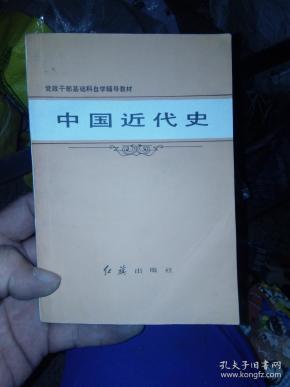 党政干部基础科自学辅导教材
中国近代史
红旗出版社
孔夫子旧书网